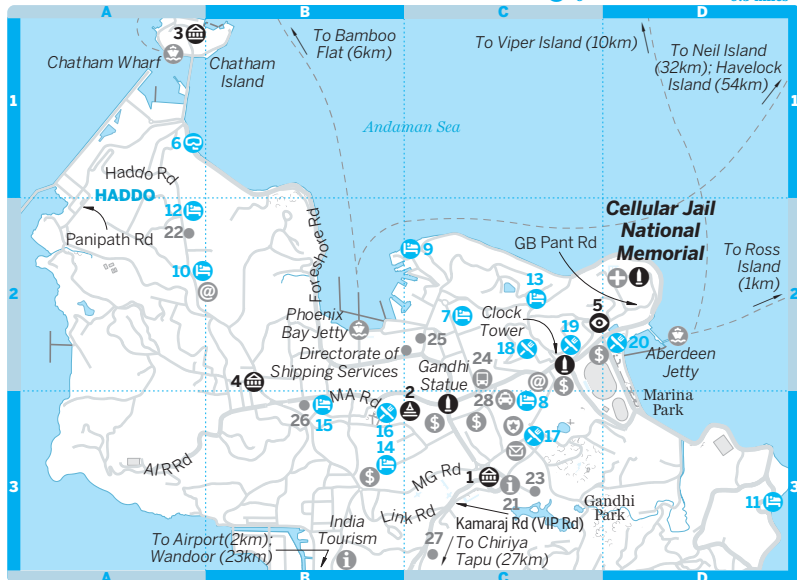 A
B
C
D
3
To Bamboo
Flat (6km)
To Viper Island (10km)
To Neil Island
(32km); Havelock
Island (54km)
Chatham Wharf
Chatham
Island
1
1
Andaman Sea
6
Haddo Rd
HADDO
12
22
Panipath Rd
10
@
Foreshore Rd
9
Cellular Jail
National
Memorial
GB Pant Rd
To Ross
Island
(1km)
13
2
2
Phoenix
Bay Jetty
7
Clock
Tower
5
19
20
25
18
Directorate of
Shipping Services
Gandhi
Statue
24
@
$
$
Aberdeen
Jetty
4
MA Rd
2
28
8
Marina
Park
26
15
16
$
$
17
14
AIR Rd
$
MG Rd
1
i
23
21
3
3
Gandhi
Park
11
Link Rd
Kamaraj Rd (VIP Rd)
India
Tourism
To Airport(2km);
Wandoor (23km)
i
27
To Chiriya
Tapu (27km)
A
B
C
D